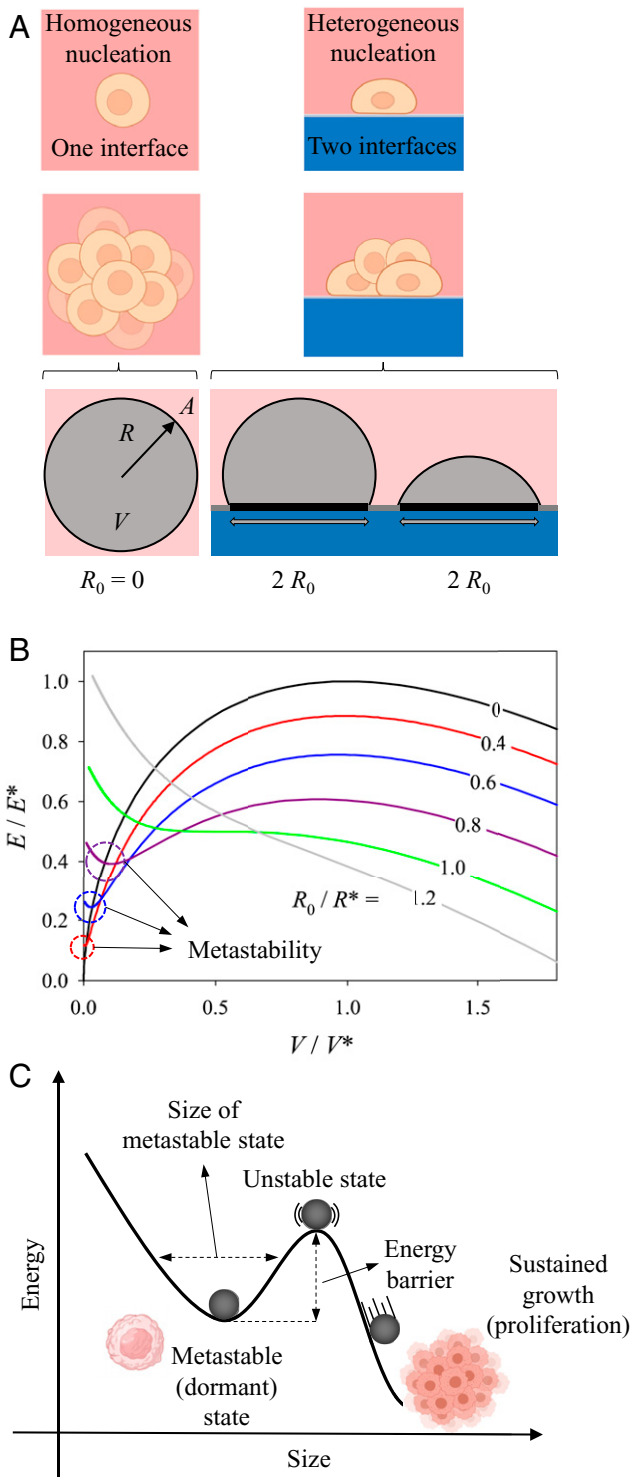 A
Homogeneous
nucleation
One interface
Heterogeneous
nucleation
Two interfaces
A
R
V
R₀ = 0
2 R₀
2 R₀
B
E / E*
1.0
0.8
0.6
0.4
0.2
0.0
0
0.4
0.6
0.8
1.0
R₀ / R* = 1.2
Metastability
0.0
0.5
1.0
1.5
V / V*
C
Energy
Size of
metastable state
Unstable state
Energy
barrier
Sustained
growth
(proliferation)
Metastable
(dormant)
state
Size